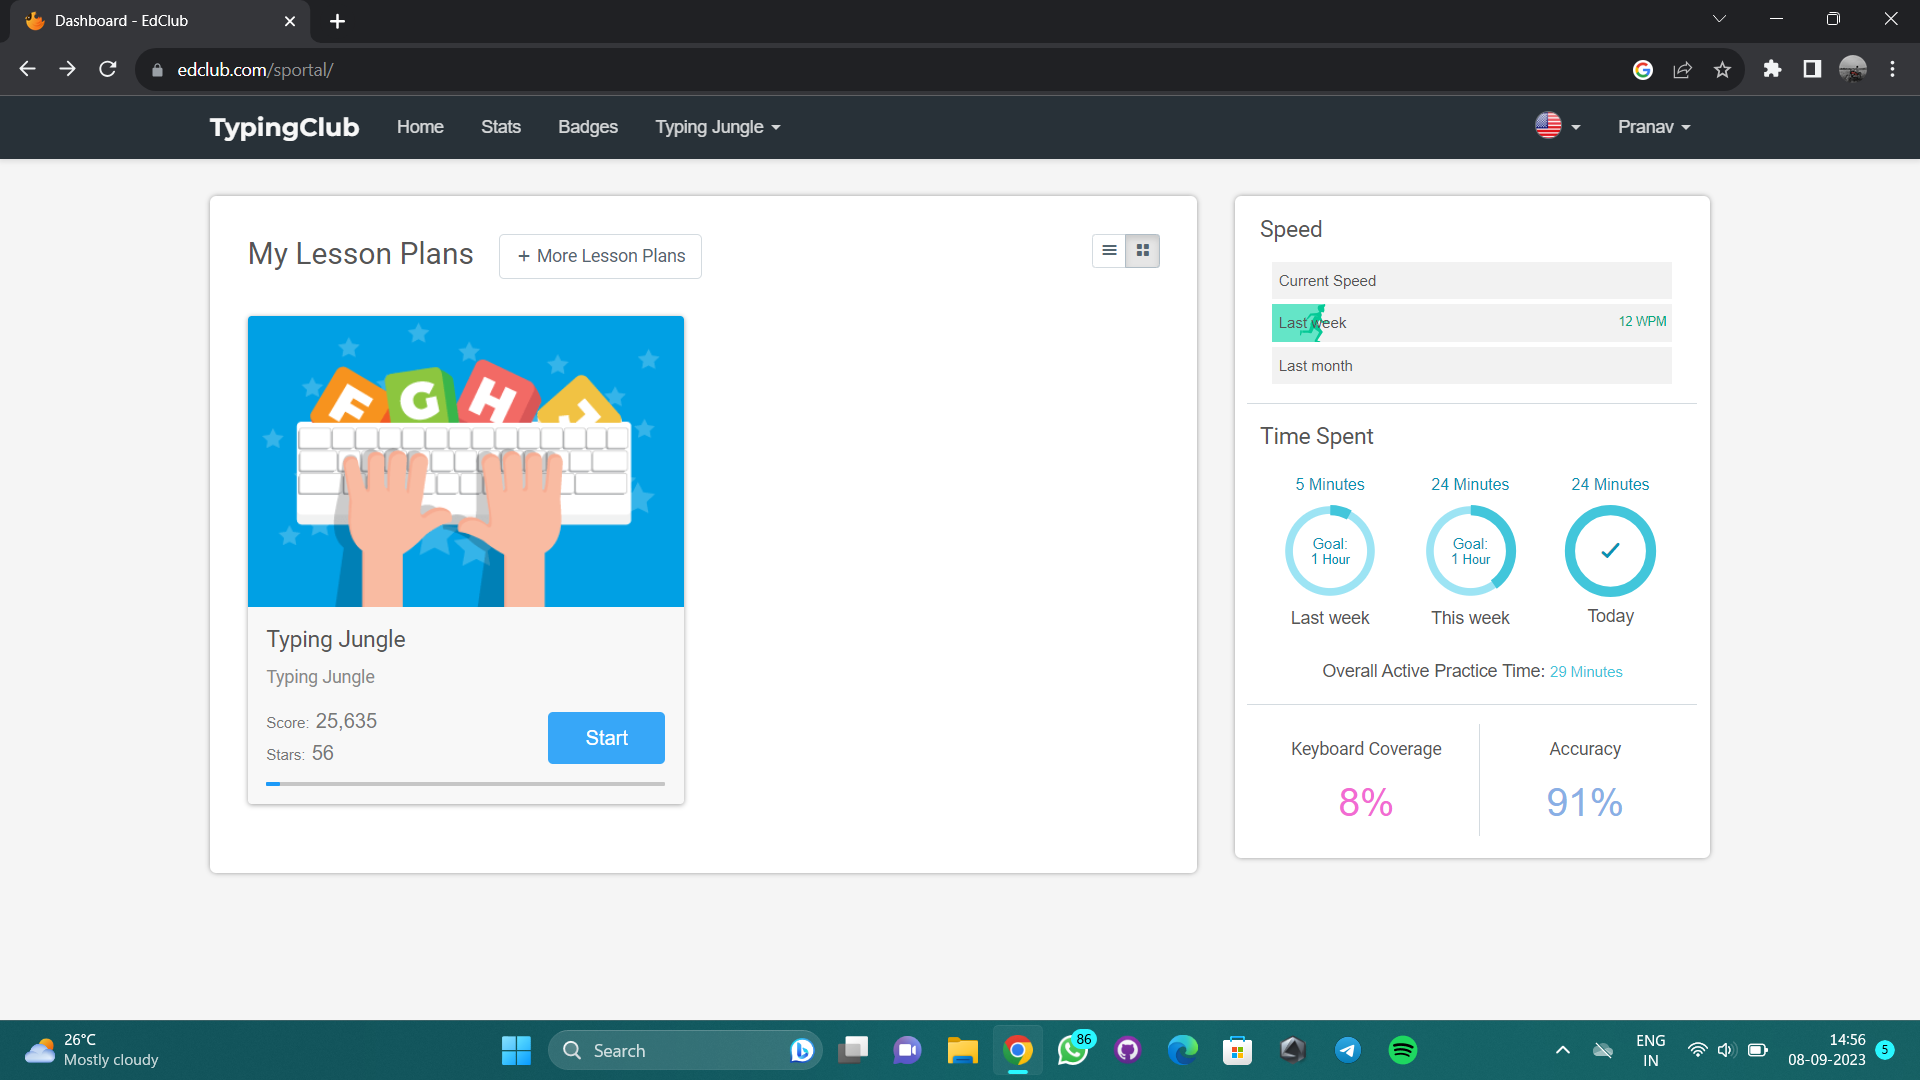 Dashboard - EdClub
edclub.com/sportal/
TypingClub Home Stats Badges Typing Jungle Pranav
My Lesson Plans
+ More Lesson Plans
F G H J
Typing Jungle
Typing Jungle
Score: 25,635
Stars: 56
Start
Speed
Current Speed
Last week 12 WPM
Last month
Time Spent
5 Minutes 24 Minutes 24 Minutes
Goal: Goal:
1 Hour 1 Hour
Last week This week Today
Overall Active Practice Time: 29 Minutes
Keyboard Coverage Accuracy
8% 91%
26°C
Mostly cloudy
Search
86
ENG
IN
14:56
08-09-2023
5